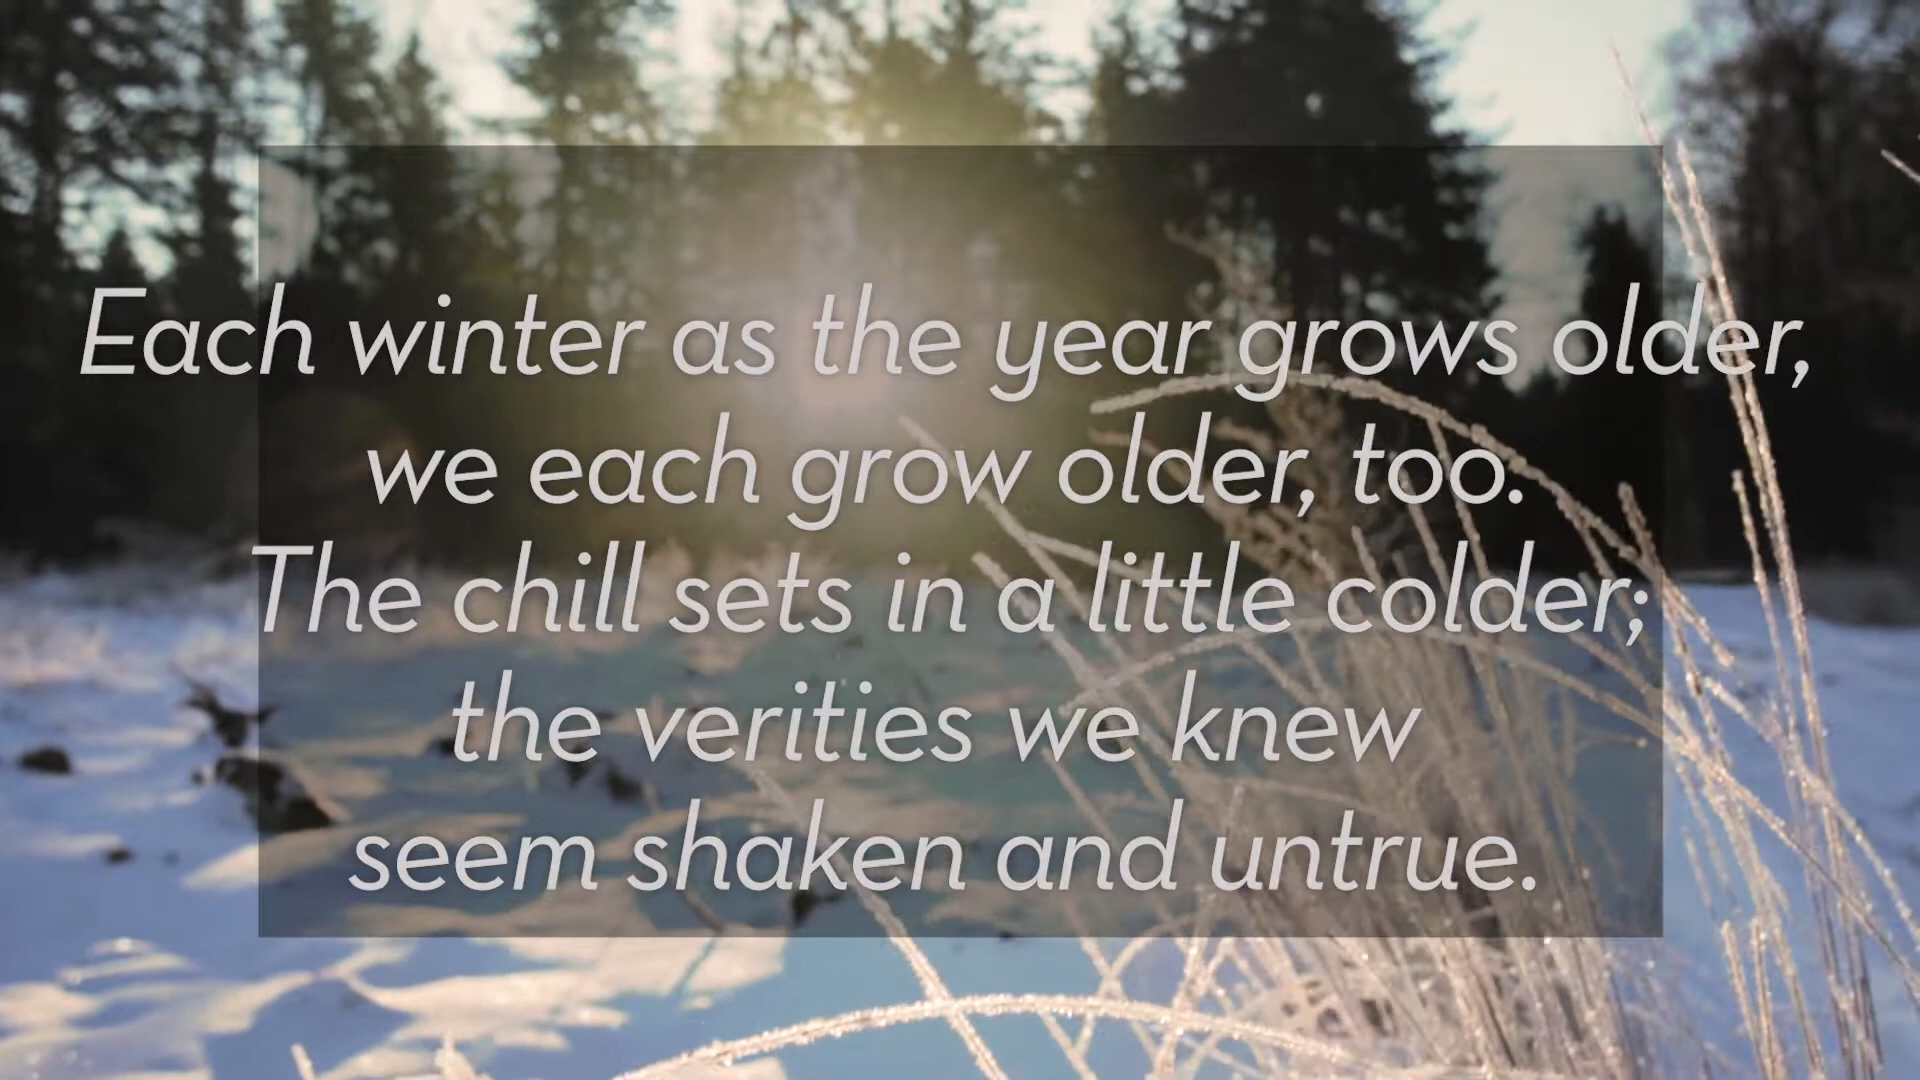 Each winter as the year grows older,
we each grow older, too.
The chill sets in a little colder;
the verities we knew
seem shaken and untrue.